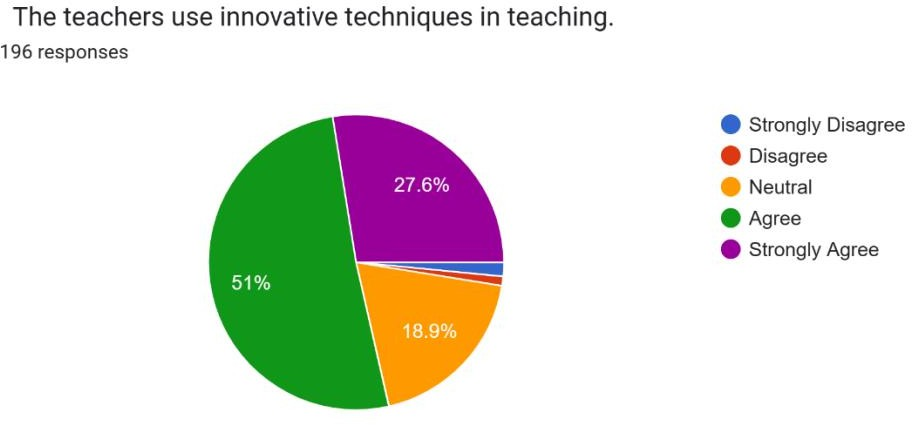 The teachers use innovative techniques in teaching.
196 responses
27.6%
51%
18.9%
Strongly Disagree
Disagree
Neutral
Agree
Strongly Agree